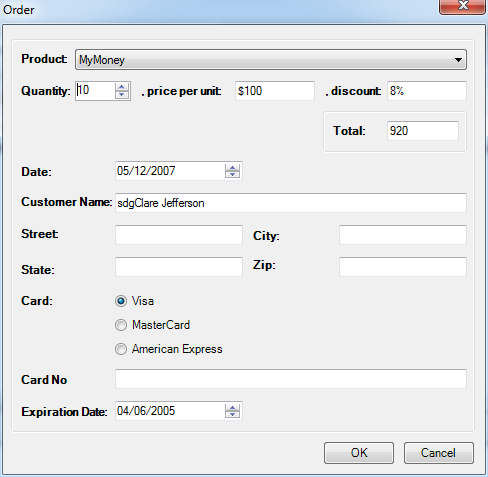 Order
Product: MyMoney
Quantity: 10 , price per unit: $100 , discount: 8%
Total: 920
Date: 05/12/2007
Customer Name: sdgClare Jefferson
Street: City:
State: Zip:
Card: Visa
MasterCard
American Express
Card No
Expiration Date: 04/06/2005
OK Cancel